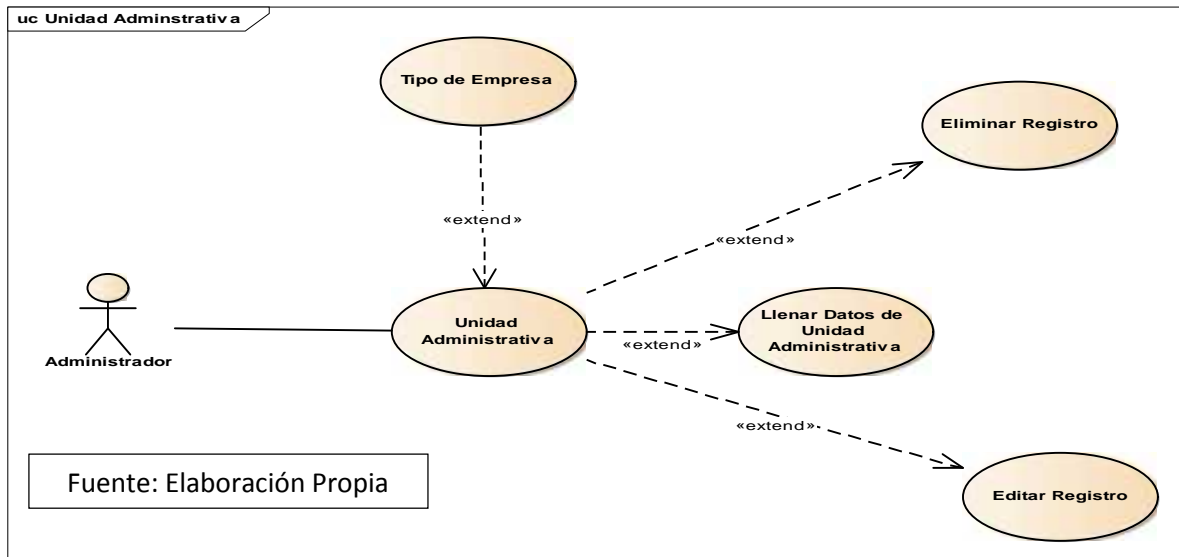 uc Unidad Adminstrativa
Tipo de Empresa
Eliminar Registro
«extend»
«extend»
Unidad
Administrativa
Llenar Datos de
Unidad
Administrativa
«extend»
Administrador
«extend»
Fuente: Elaboración Propia
Editar Registro